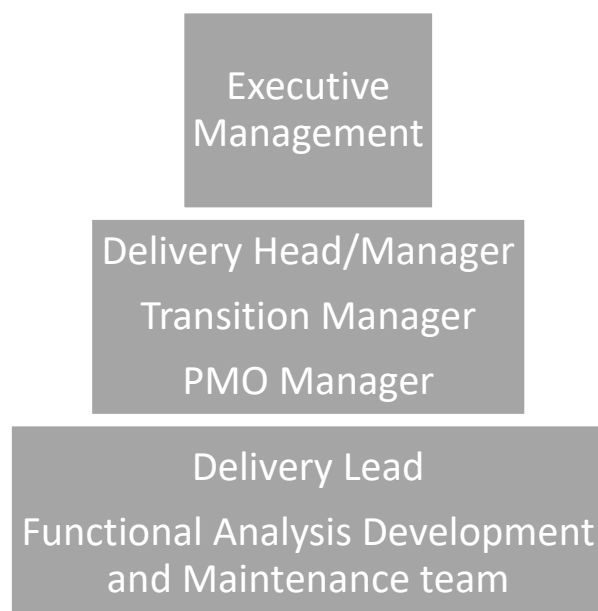 Executive
Management
Delivery Head/Manager
Transition Manager
PMO Manager
Delivery Lead
Functional Analysis Development
and Maintenance team